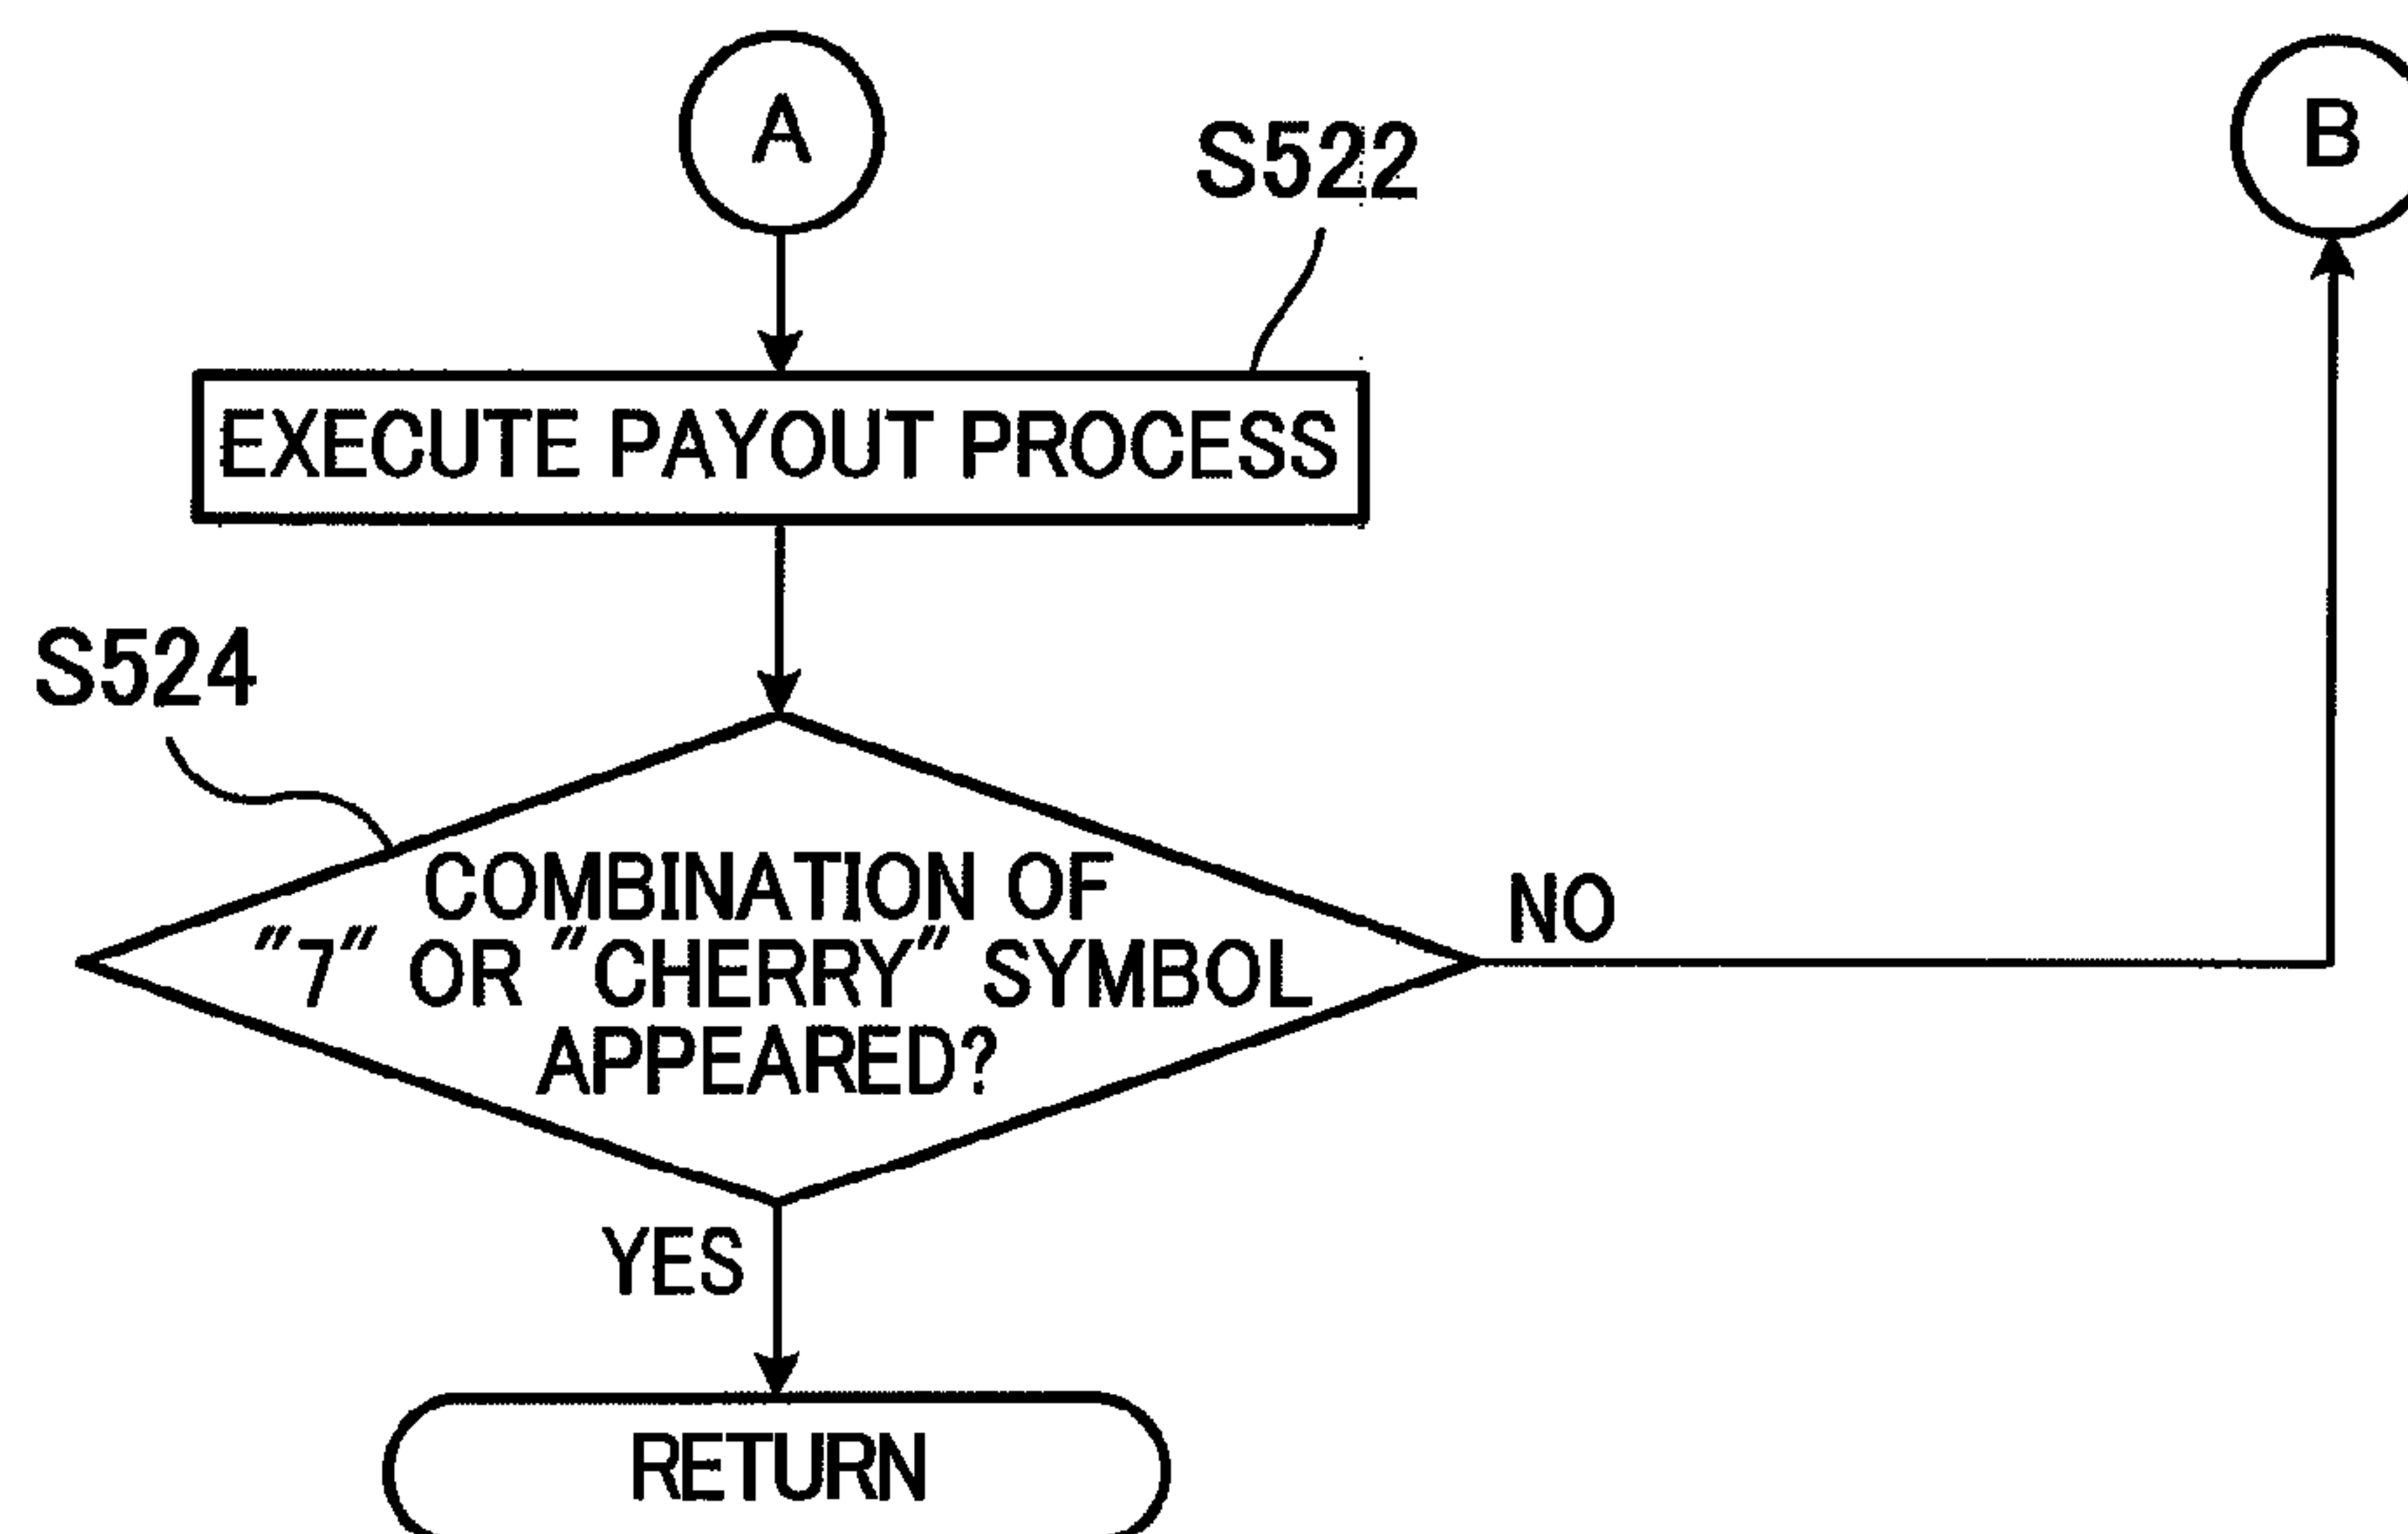 A
B
S522
EXECUTE PAYOUT PROCESS
S524
COMBINATION OF
"7" OR "CHERRY" SYMBOL
APPEARED?
NO
YES
RETURN